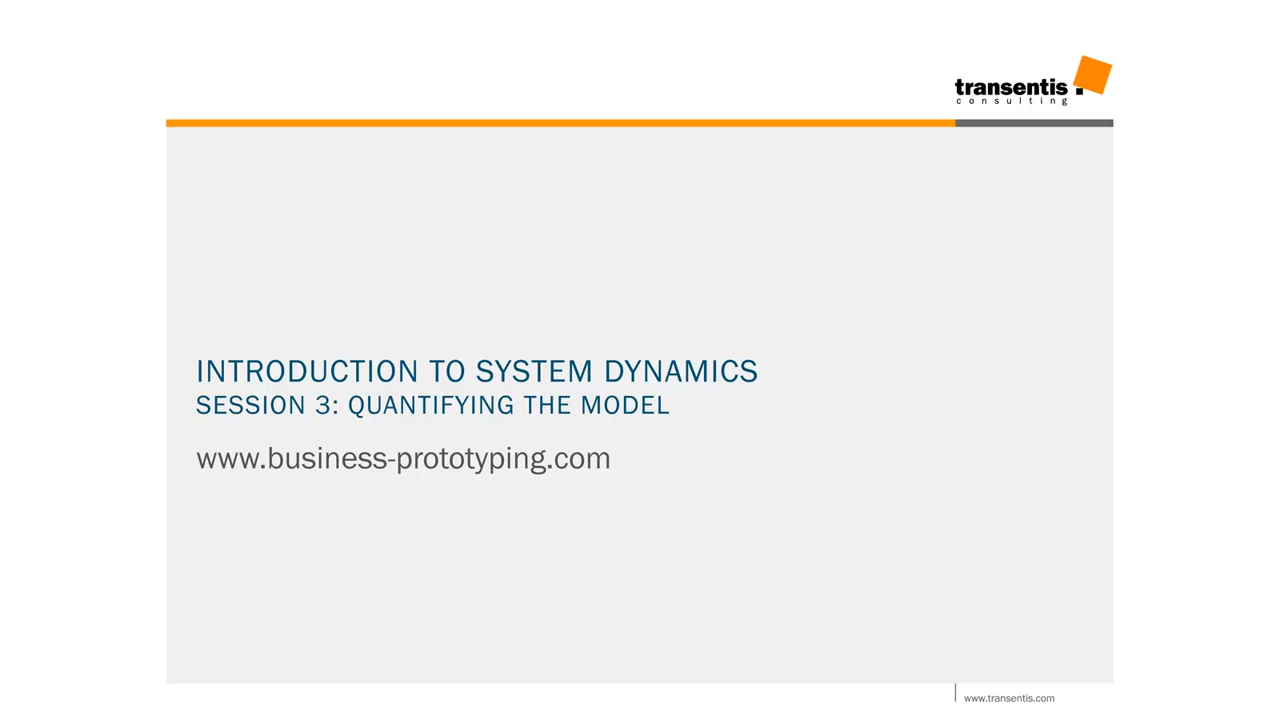 transentis
consulting
INTRODUCTION TO SYSTEM DYNAMICS
SESSION 3: QUANTIFYING THE MODEL
www.business-prototyping.com
www.transentis.com